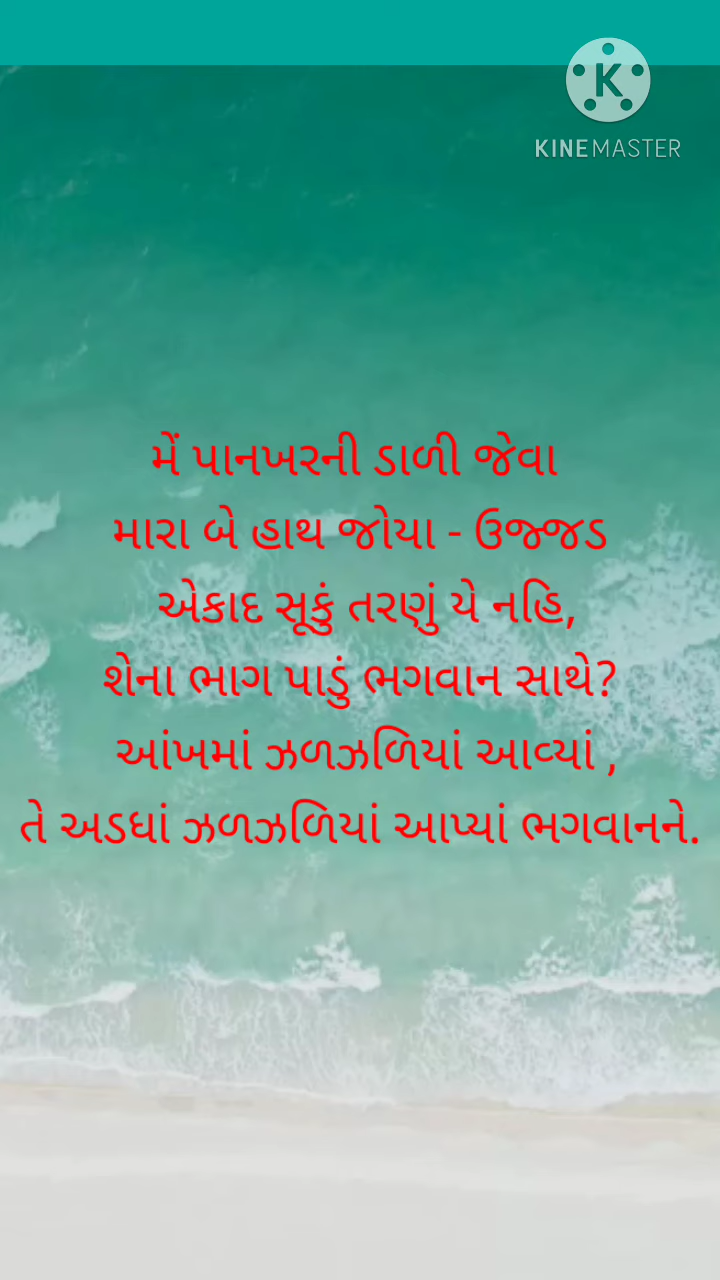 KINEMASTER
મેં પાનખરની ડાળી જેવા
મારા બે હાથ જોયા - ઉજ્જડ
એકાદ સૂકું તરણું યે નહિ,
શેના ભાગ પાડું ભગવાન સાથે?
આંખમાં ઝળઝળિયાં આવ્યાં ,
તે અડધાં ઝળઝળિયાં આપ્યાં ભગવાનને.